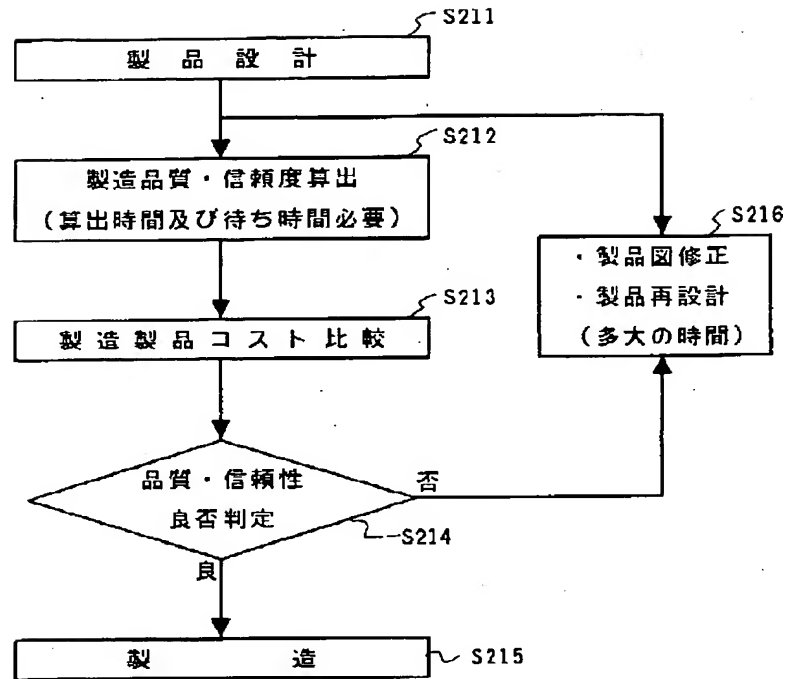 S211
製品設計
S212
製造品質・信頼度算出
(算出時間及び待ち時間必要)
S216
・製品図修正
・製品再設計
(多大の時間)
S213
製造製品コスト比較
品質・信頼性
良否判定
否
S214
良
製造
S215